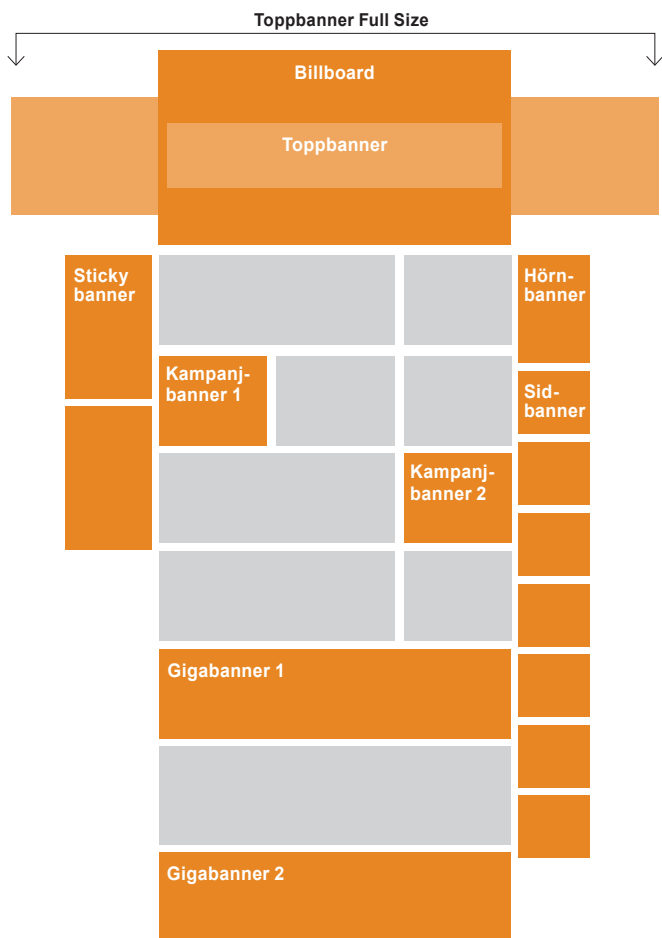 Toppbanner Full Size
Billboard
Toppbanner
Sticky
banner
Hörn-
banner
Kampanj-
banner 1
Sid-
banner
Kampanj-
banner 2
Gigabanner 1
Gigabanner 2